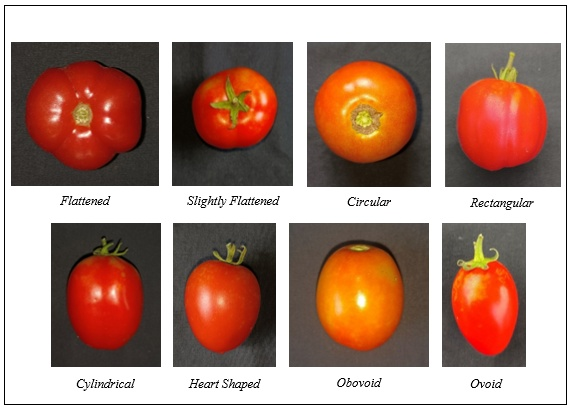 Flattened
Slightly Flattened
Circular
Rectangular
Cylindrical
Heart Shaped
Obovoid
Ovoid